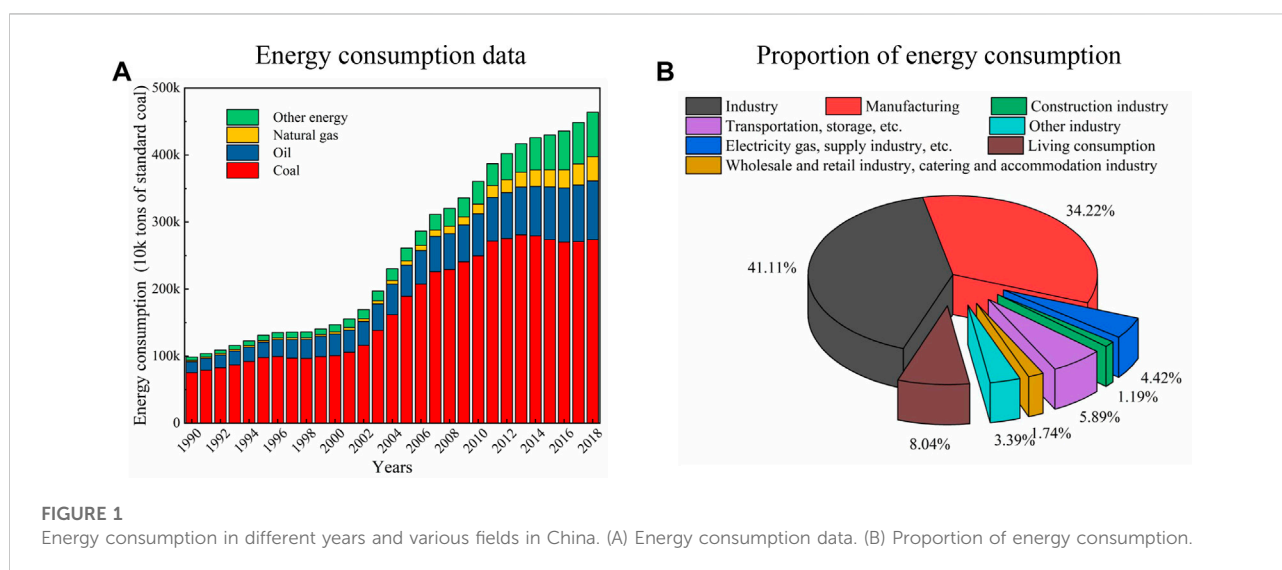 Energy consumption data
A
Energy consumption (10k tons of standard coal)
500k
400k
300k
200k
100k
0
Other energy
Natural gas
Oil
Coal
1990
1992
1994
1996
1998
2000
2002
2004
2006
2008
2010
2012
2014
2016
2018
Years
Proportion of energy consumption
B
Industry Manufacturing Construction industry
Transportation, storage, etc. Other industry
Electricity gas, supply industry, etc. Living consumption
Wholesale and retail industry, catering and accommodation industry
34.22%
41.11%
4.42%
1.19%
5.89%
1.74%
3.39%
8.04%
FIGURE 1
Energy consumption in different years and various fields in China. (A) Energy consumption data. (B) Proportion of energy consumption.